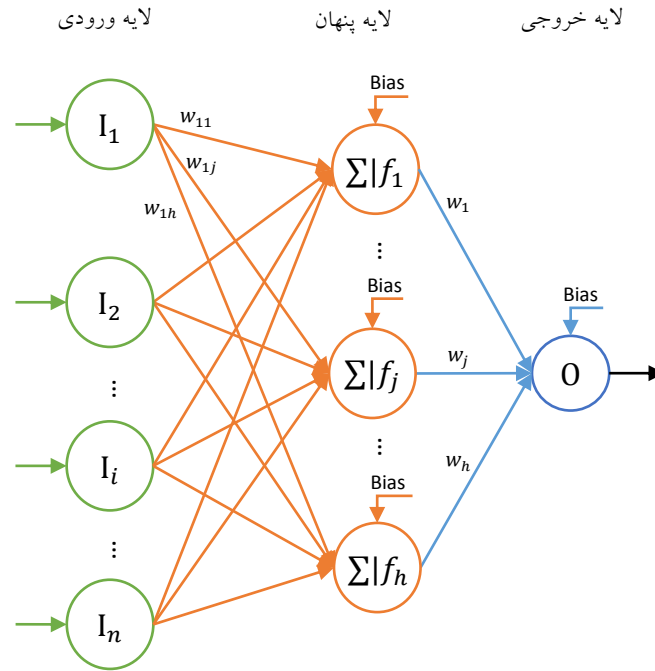 لایه ورودی
لایه پنهان
لایه خروجی
Bias
I₁
w₁₁
w₁ⱼ
w₁ₕ
∑|f₁
w₁
⋮
I₂
Bias
Bias
∑|fⱼ
wⱼ
O
⋮
⋮
Iᵢ
wₕ
Bias
⋮
∑|fₕ
Iₙ